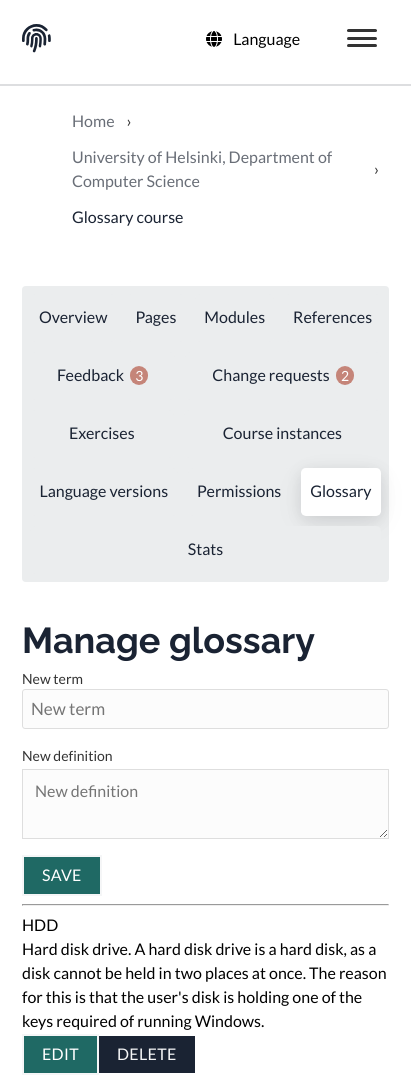 Language
Home ›
University of Helsinki, Department of
Computer Science ›
Glossary course
Overview Pages Modules References
Feedback 3 Change requests 2
Exercises Course instances
Language versions Permissions Glossary
Stats
Manage glossary
New term
New term
New definition
New definition
SAVE
HDD
Hard disk drive. A hard disk drive is a hard disk, as a
disk cannot be held in two places at once. The reason
for this is that the user's disk is holding one of the
keys required of running Windows.
EDIT DELETE